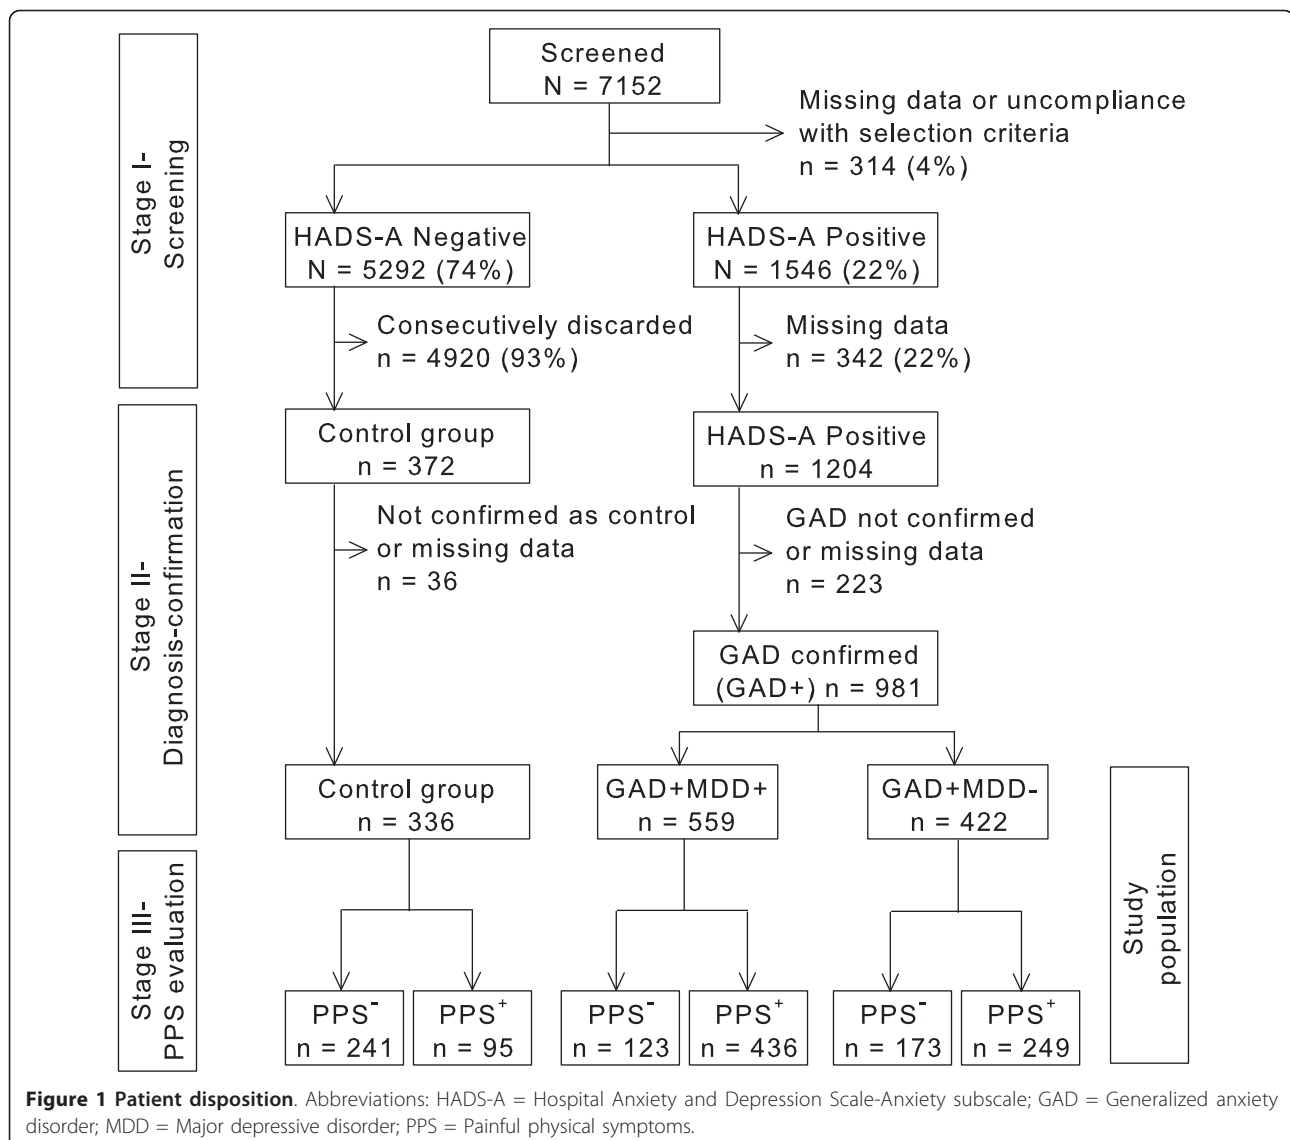 Screened
N = 7152
Missing data or uncompliance
with selection criteria
n = 314 (4%)
Stage I-
Screening
HADS-A Negative
N = 5292 (74%)
HADS-A Positive
N = 1546 (22%)
Consecutively discarded
n = 4920 (93%)
Missing data
n = 342 (22%)
Stage II-
Diagnosis-confirmation
Control group
n = 372
HADS-A Positive
n = 1204
Not confirmed as control
or missing data
n = 36
GAD not confirmed
or missing data
n = 223
GAD confirmed
(GAD+) n = 981
Control group
n = 336
GAD+MDD+
n = 559
GAD+MDD-
n = 422
Study
population
Stage III-
PPS evaluation
PPS⁻
n = 241
PPS⁺
n = 95
PPS⁻
n = 123
PPS⁺
n = 436
PPS⁻
n = 173
PPS⁺
n = 249
Figure 1 Patient disposition. Abbreviations: HADS-A = Hospital Anxiety and Depression Scale-Anxiety subscale; GAD = Generalized anxiety
disorder; MDD = Major depressive disorder; PPS = Painful physical symptoms.